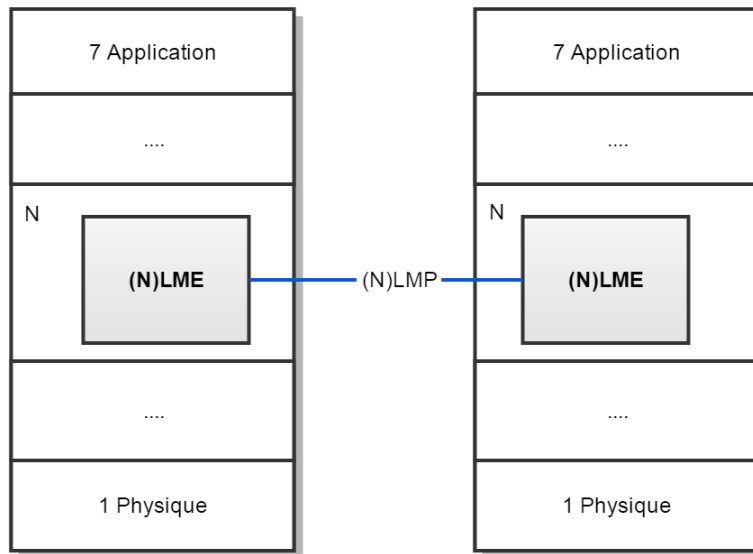 7 Application
7 Application
....
....
N
N
(N)LME
(N)LMP
(N)LME
....
....
1 Physique
1 Physique